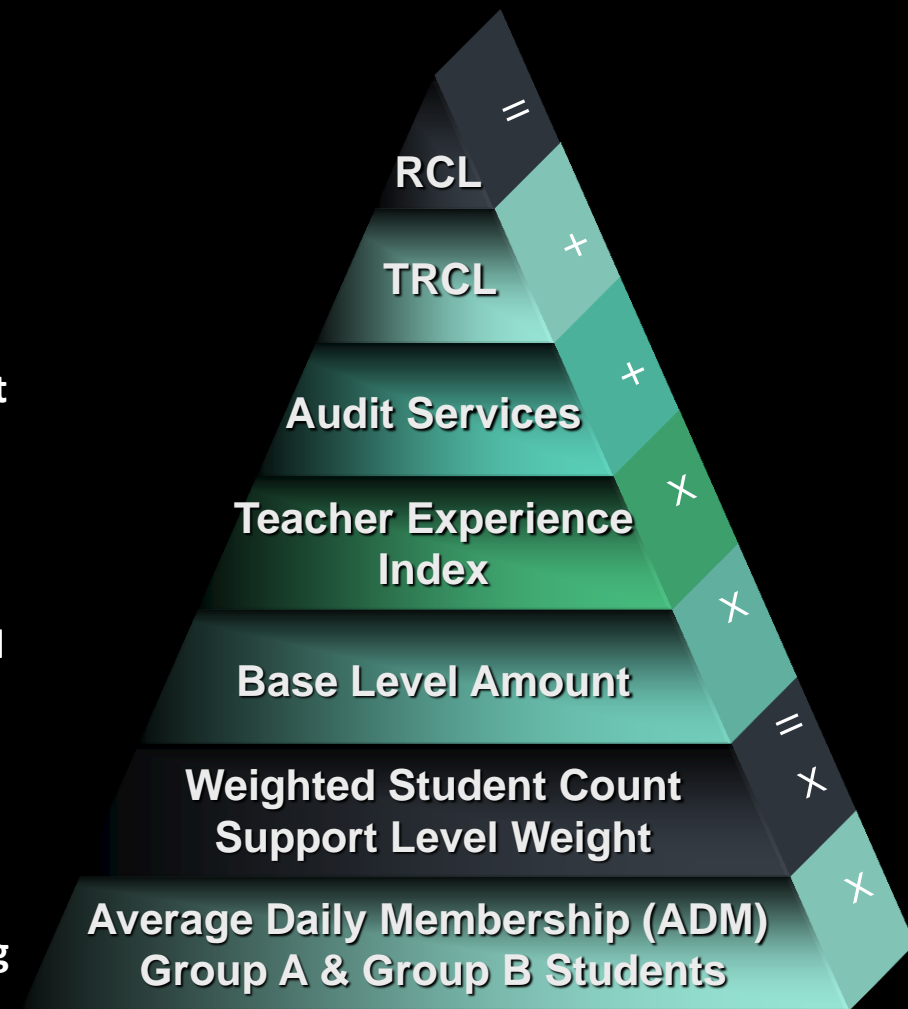 =
RCL
+
TRCL
+
t
Audit Services
X
Teacher Experience
Index
X
Base Level Amount
=
Weighted Student Count
X
Support Level Weight
X
Average Daily Membership (ADM)
g
Group A & Group B Students